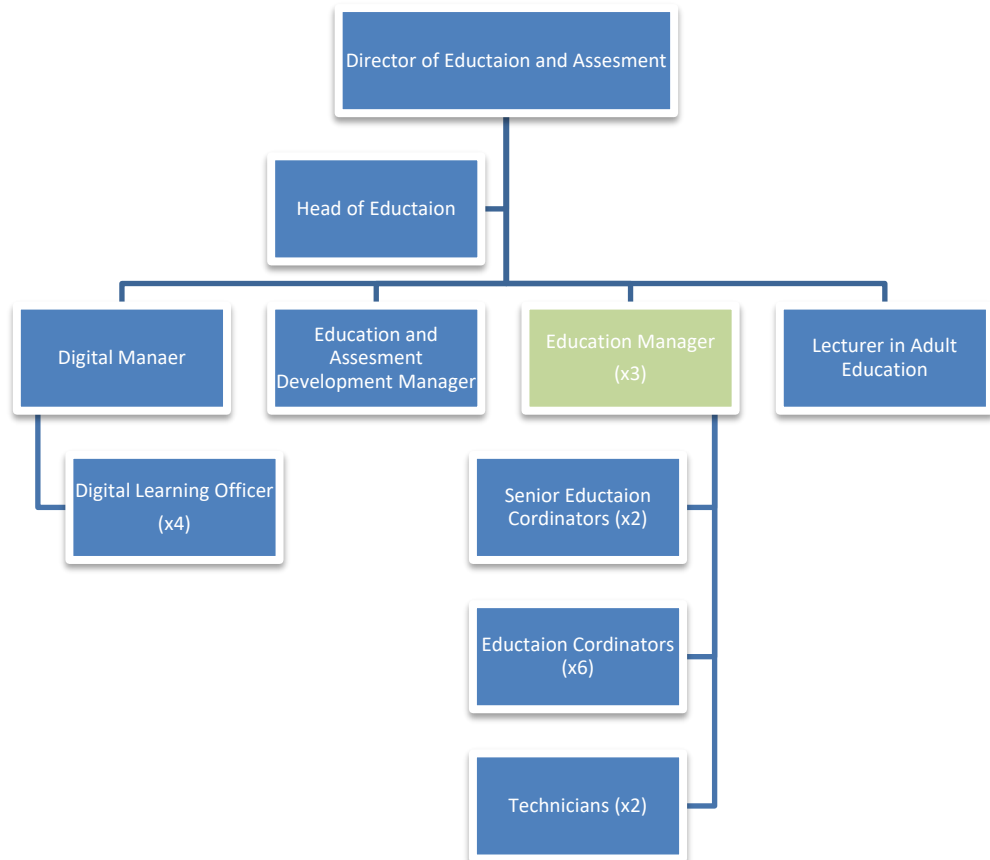 Director of Eductaion and Assesment
Head of Eductaion
Digital Manaer
Education and
Assesment
Development Manager
Education Manager
(x3)
Lecturer in Adult
Education
Digital Learning Officer
(x4)
Senior Eductaion
Cordinators (x2)
Eductaion Cordinators
(x6)
Technicians (x2)